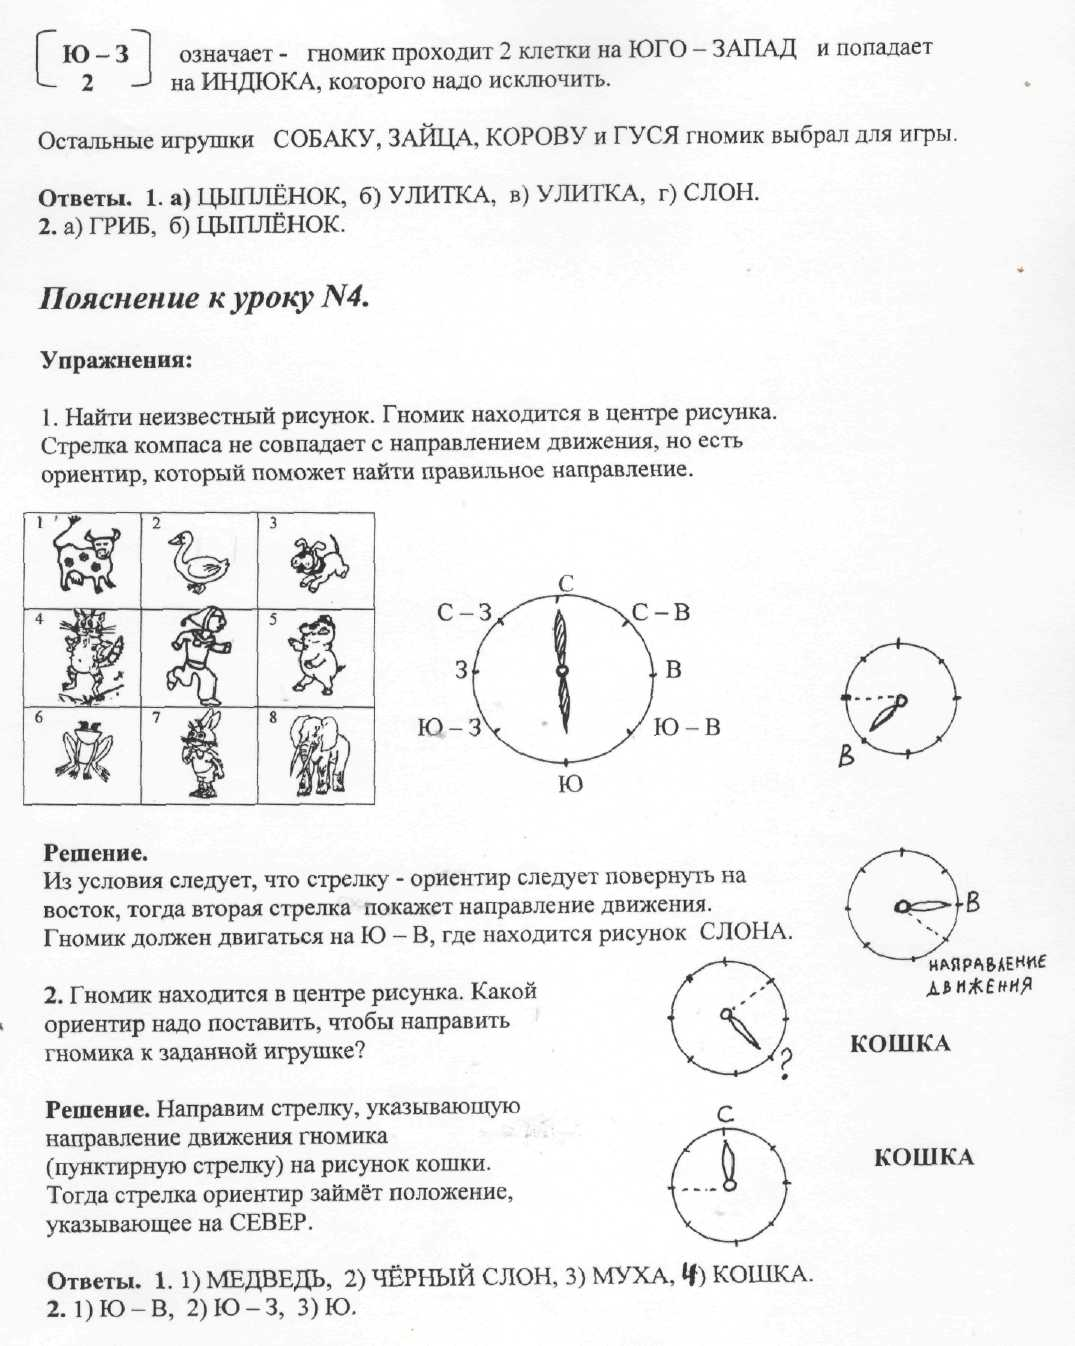 Ю – З означает - гномик проходит 2 клетки на ЮГО – ЗАПАД и попадает
2 на ИНДЮКА, которого надо исключить.
Остальные игрушки СОБАКУ, ЗАЙЦА, КОРОВУ и ГУСЯ гномик выбрал для игры.
Ответы. 1. а) ЦЫПЛЁНОК, б) УЛИТКА, в) УЛИТКА, г) СЛОН.
2. а) ГРИБ, б) ЦЫПЛЁНОК.
Пояснение к уроку N4.
Упражнения:
1. Найти неизвестный рисунок. Гномик находится в центре рисунка.
Стрелка компаса не совпадает с направлением движения, но есть
ориентир, который поможет найти правильное направление.
1 2 3
4 5
6 7 8
С
С – З С – В
З В
Ю – З Ю – В
Ю
В
Решение.
Из условия следует, что стрелку - ориентир следует повернуть на
восток, тогда вторая стрелка покажет направление движения.
Гномик должен двигаться на Ю – В, где находится рисунок СЛОНА.
В
НАПРАВЛЕНИЕ
ДВИЖЕНИЯ
2. Гномик находится в центре рисунка. Какой
ориентир надо поставить, чтобы направить
гномика к заданной игрушке?
?
КОШКА
Решение. Направим стрелку, указывающую
направление движения гномика
(пунктирную стрелку) на рисунок кошки.
Тогда стрелка ориентир займёт положение,
указывающее на СЕВЕР.
С
КОШКА
Ответы. 1. 1) МЕДВЕДЬ, 2) ЧЁРНЫЙ СЛОН, 3) МУХА, 4) КОШКА.
2. 1) Ю – В, 2) Ю – З, 3) Ю.